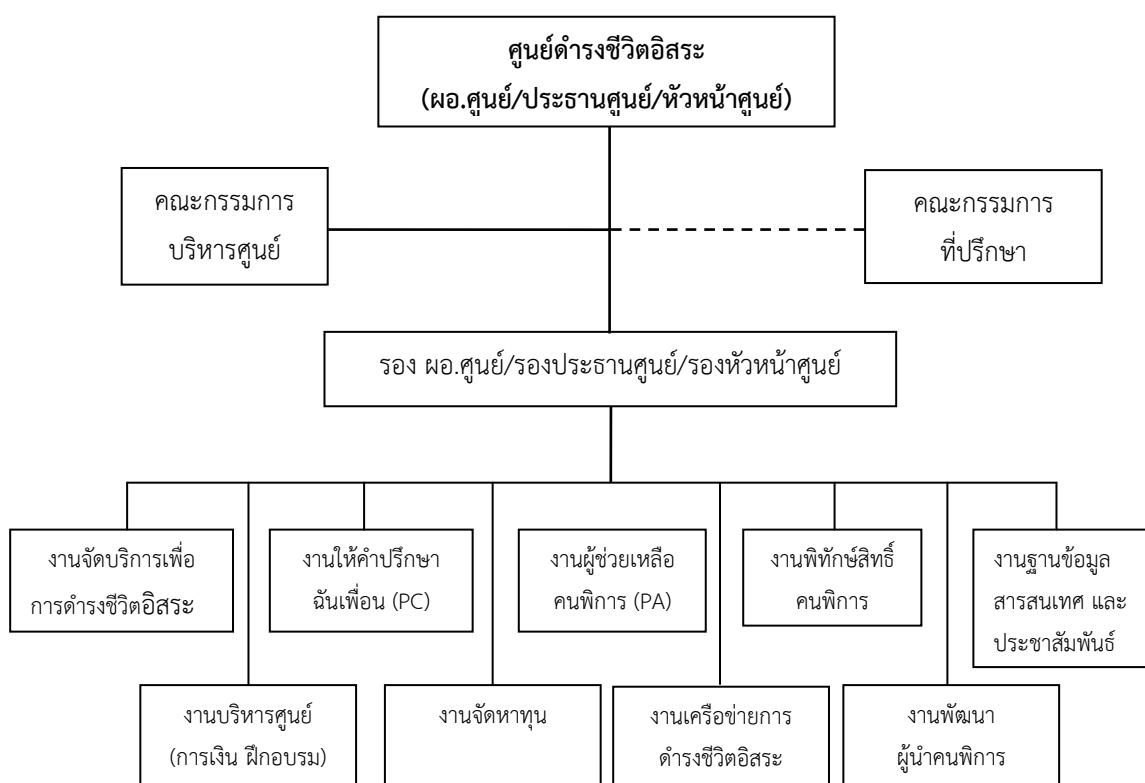 ศูนย์ดำรงชีวิตอิสระ
(ผอ.ศูนย์/ประธานศูนย์/หัวหน้าศูนย์)
คณะกรรมการ
บริหารศูนย์
คณะกรรมการ
ที่ปรึกษา
รอง ผอ.ศูนย์/รองประธานศูนย์/รองหัวหน้าศูนย์
งานจัดบริการเพื่อ
การดำรงชีวิตอิสระ
งานให้คำปรึกษา
ฉันเพื่อน (PC)
งานผู้ช่วยเหลือ
คนพิการ (PA)
งานพิทักษ์สิทธิ์
คนพิการ
งานฐานข้อมูล
สารสนเทศ และ
ประชาสัมพันธ์
งานบริหารศูนย์
(การเงิน ฝึกอบรม)
งานจัดหาทุน
งานเครือข่ายการ
ดำรงชีวิตอิสระ
งานพัฒนา
ผู้นำคนพิการ